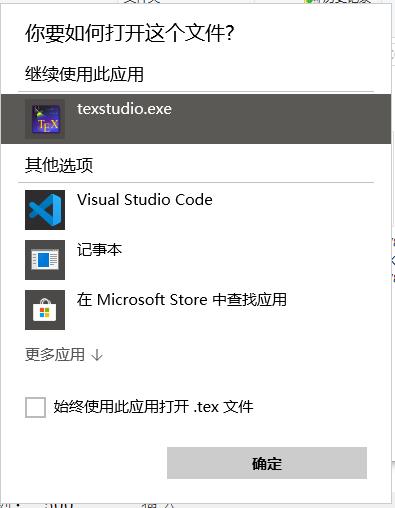 你要如何打开这个文件?
继续使用此应用
texstudio.exe
其他选项
Visual Studio Code
记事本
在 Microsoft Store 中查找应用
更多应用 ↓
始终使用此应用打开 .tex 文件
确定